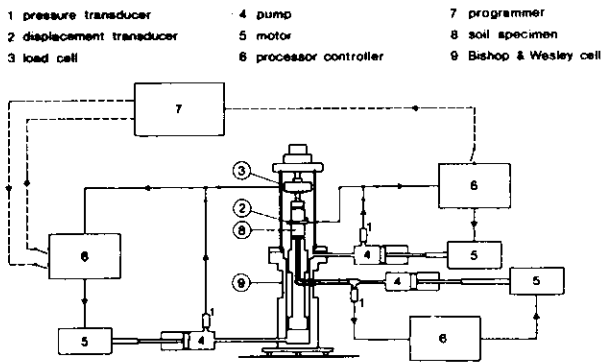 1 pressure transducer
2 displacement transducer
3 load cell
4 pump
5 motor
6 processor controller
7 programmer
8 soil specimen
9 Bishop & Wesley cell
7
3
6
2
1
8
6
4
5
9
4
5
1
1
5
4
6